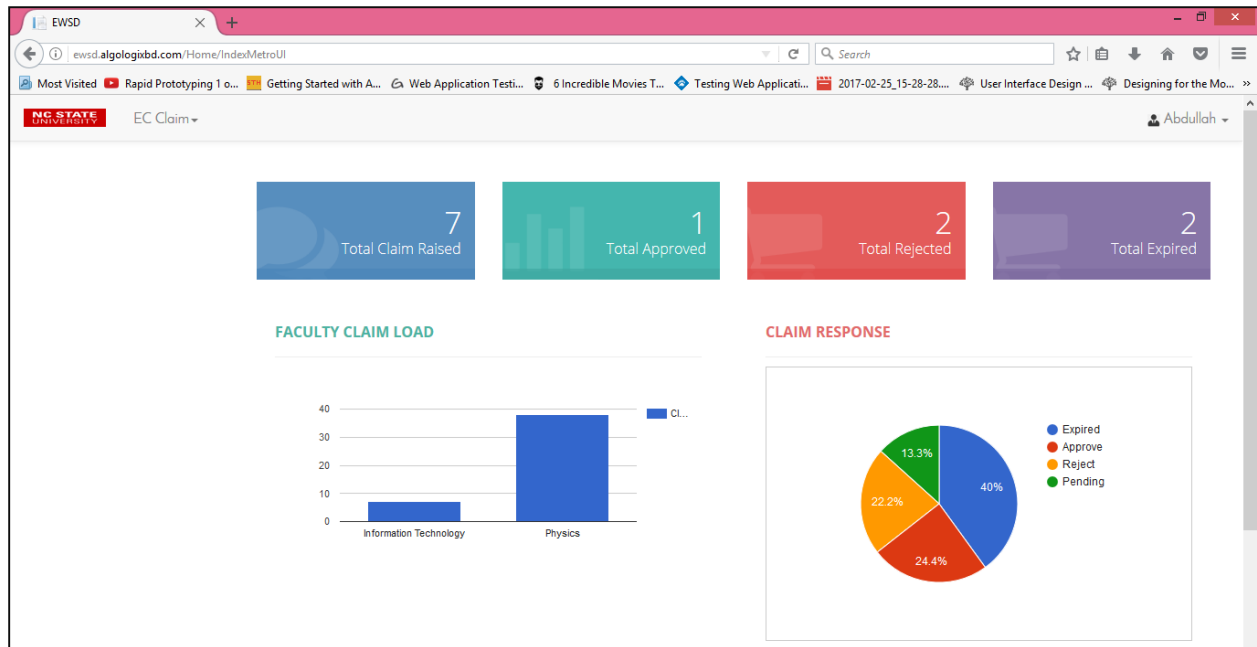 EWSD
ewsd.algologixbd.com/Home/IndexMetroUI
Search
Most Visited Rapid Prototyping 1 o... Getting Started with A... Web Application Testi... 6 Incredible Movies T... Testing Web Applicati... 2017-02-25_15-28-28.... User Interface Design ... Designing for the Mo...
NC STATE UNIVERSITY
EC Claim
Abdullah
7
Total Claim Raised
1
Total Approved
2
Total Rejected
2
Total Expired
FACULTY CLAIM LOAD
40
30
20
10
0
Information Technology
Physics
Cl...
CLAIM RESPONSE
13.3%
40%
22.2%
24.4%
Expired
Approve
Reject
Pending